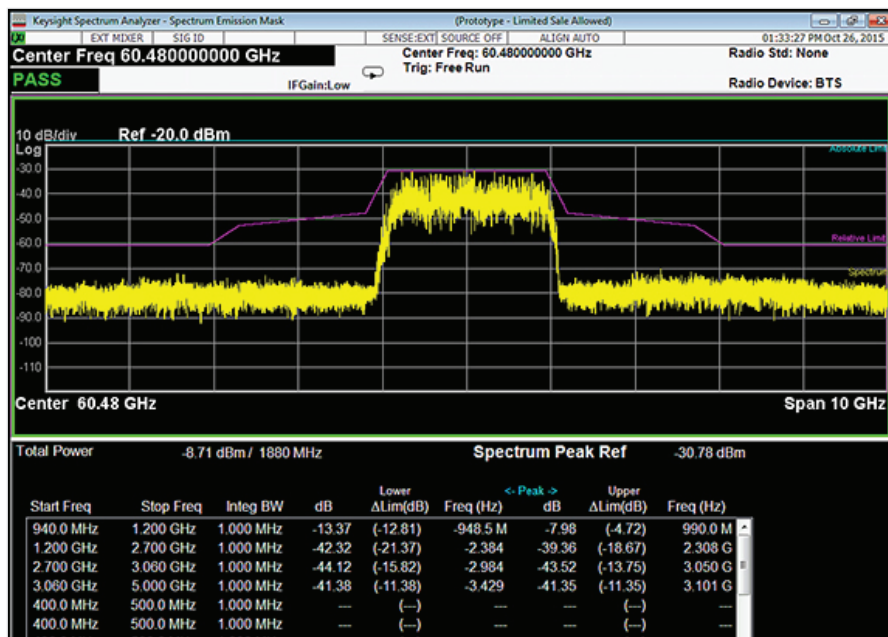 Keysight Spectrum Analyzer - Spectrum Emission Mask (Prototype - Limited Sale Allowed)
EXT MIXER SIG ID SENSE:EXT SOURCE OFF ALIGN AUTO 01:33:27 PM Oct 26, 2015
Center Freq 60.480000000 GHz Center Freq: 60.480000000 GHz Radio Std: None
Trig: Free Run
PASS IFGain:Low Radio Device: BTS
10 dB/div Ref -20.0 dBm
Log
Absolute Limit
-30.0
-40.0
-50.0
-60.0
Relative Limit
-70.0
Spectrum
-80.0
-90.0
-100
-110
Center 60.48 GHz Span 10 GHz
Total Power -8.71 dBm / 1880 MHz Spectrum Peak Ref -30.78 dBm
Lower <- Peak -> Upper
Start Freq Stop Freq Integ BW dB ΔLim(dB) Freq (Hz) dB ΔLim(dB) Freq (Hz)
940.0 MHz 1.200 GHz 1.000 MHz -13.37 (-12.81) -948.5 M -7.98 (-4.72) 990.0 M
1.200 GHz 2.700 GHz 1.000 MHz -42.32 (-21.37) -2.384 -39.36 (-18.67) 2.308 G
2.700 GHz 3.060 GHz 1.000 MHz -44.12 (-15.82) -2.984 -43.52 (-13.75) 3.050 G
3.060 GHz 5.000 GHz 1.000 MHz -41.38 (-11.38) -3.429 -41.35 (-11.35) 3.101 G
400.0 MHz 500.0 MHz 1.000 MHz --- (---) --- --- (---) ---
400.0 MHz 500.0 MHz 1.000 MHz --- (---) --- --- (---) ---